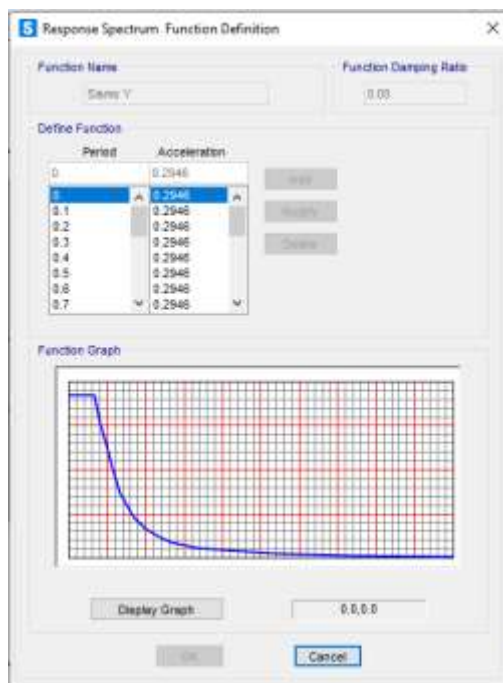 S Response Spectrum Function Definition
Function Name
Function Damping Ratio
Sismo Y
0.05
Define Function
Period Acceleration
0 0.2946
Add
0 0.2946
0.1 0.2946
Modify
0.2 0.2946
0.3 0.2946
Delete
0.4 0.2946
0.5 0.2946
0.6 0.2946
0.7 0.2946
Function Graph
Display Graph
0.0,0.0
OK
Cancel